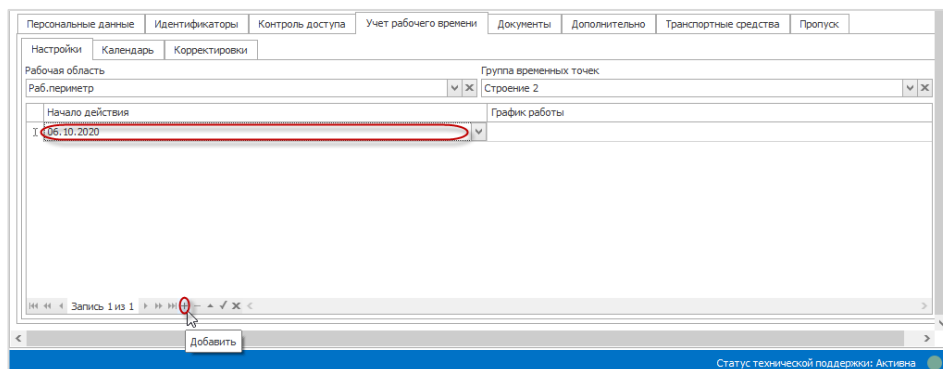 Персональные данные Идентификаторы Контроль доступа Учет рабочего времени Документы Дополнительно Транспортные средства Пропуск
Настройки Календарь Корректировки
Рабочая область Группа временных точек
Раб.периметр Строение 2
Начало действия График работы
06.10.2020
Запись 1 из 1
Добавить
Статус технической поддержки: Активна